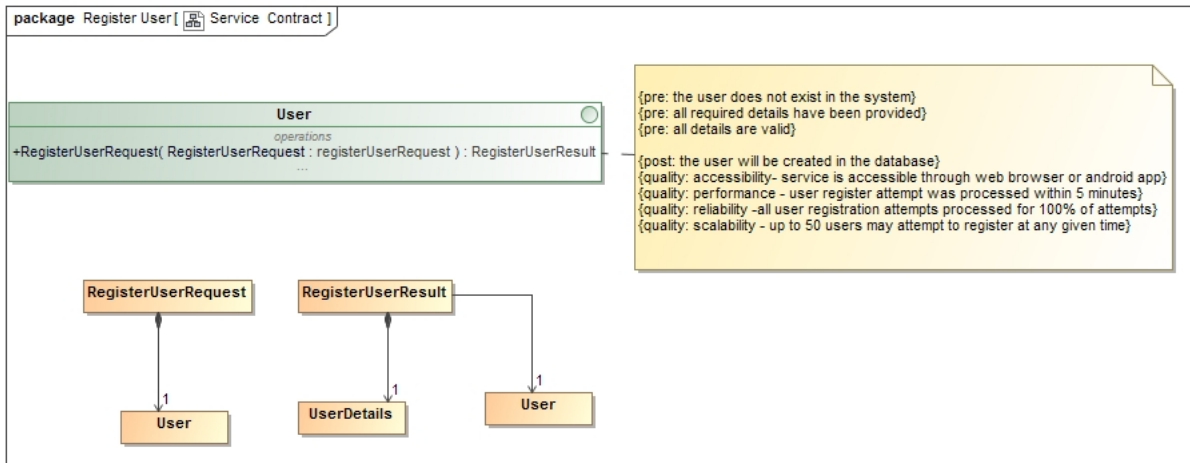 package Register User [ Service Contract ]
User
operations
+RegisterUserRequest( RegisterUserRequest : registerUserRequest ) : RegisterUserResult
...
{pre: the user does not exist in the system}
{pre: all required details have been provided}
{pre: all details are valid}
{post: the user will be created in the database}
{quality: accessibility- service is accessible through web browser or android app}
{quality: performance - user register attempt was processed within 5 minutes}
{quality: reliability -all user registration attempts processed for 100% of attempts}
{quality: scalability - up to 50 users may attempt to register at any given time}
RegisterUserRequest
RegisterUserResult
1
1
1
User
UserDetails
User